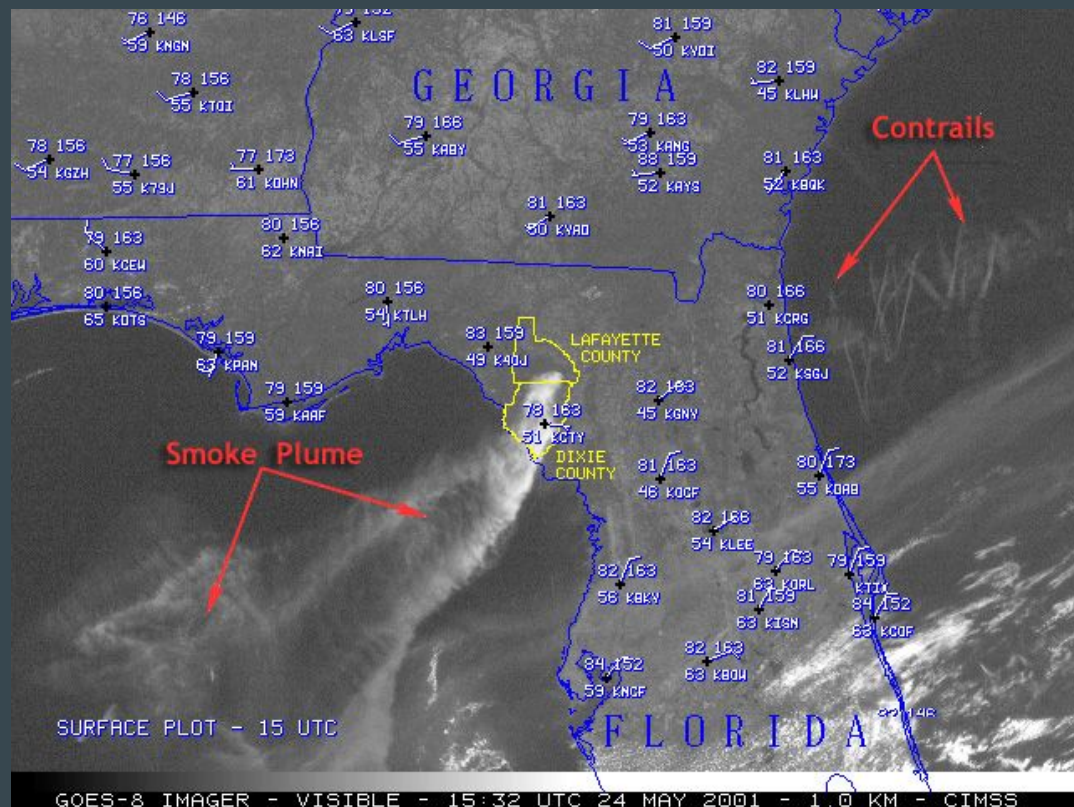 76 146
59 KNGN
63 KLSF
81 159
50 KVDI
82 159
45 KLHW
78 156
55 KTOI
GEORGIA
79 166
55 KABY
79 163
53 KAMG
Contrails
78 156
54 KGZH
77 156
55 K79J
77 173
61 KDHN
88 159
52 KAYS
81 163
52 KBQK
81 163
50 KVAD
80 156
62 KNAI
79 163
60 KCEW
80 156
65 KDTS
80 156
54 KTLH
80 166
51 KCRG
79 159
63 KPAN
83 159
49 K40J
LAFAYETTE
COUNTY
81 166
52 KSGJ
79 159
59 KAAF
82 163
45 KGNV
78 163
51 KCTY
DIXIE
COUNTY
Smoke Plume
81 163
46 KOCF
80 173
55 KDAB
82 166
54 KLEE
82 163
56 KBKV
79 163
63 KORL
79 159
KTIX
81 159
63 KISM
84 152
63 KCOF
82 163
63 KBOW
84 152
59 KMCF
SURFACE PLOT - 15 UTC
FLORIDA
GOES-8 IMAGER - VISIBLE - 15:32 UTC 24 MAY 2001 - 1.0 KM - CIMSS